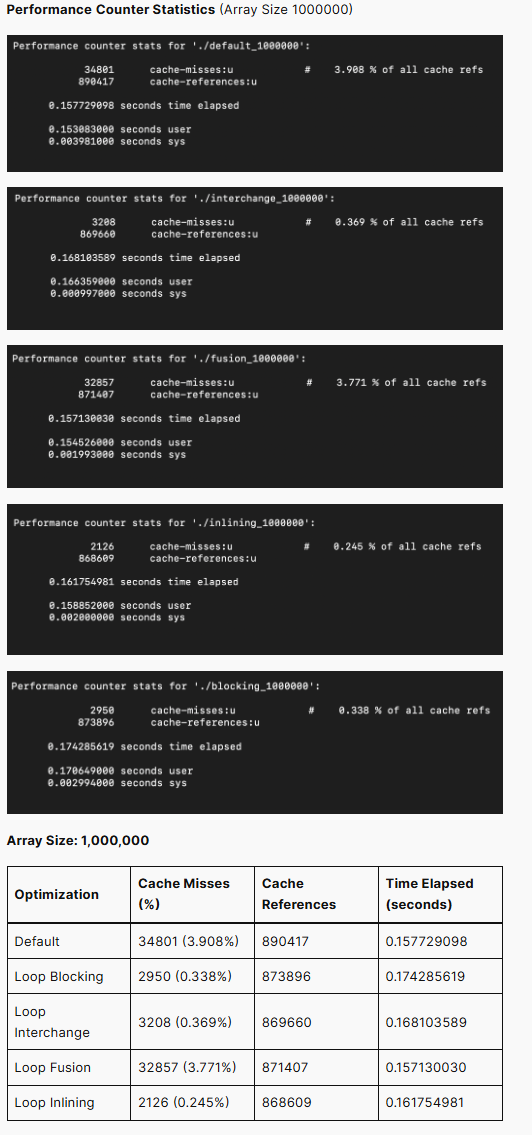 Performance Counter Statistics (Array Size 1000000)
Performance counter stats for './default_1000000':
34801 cache-misses:u # 3.908 % of all cache refs
890417 cache-references:u
0.157729098 seconds time elapsed
0.153083000 seconds user
0.003981000 seconds sys
Performance counter stats for './interchange_1000000':
3208 cache-misses:u # 0.369 % of all cache refs
869660 cache-references:u
0.168103589 seconds time elapsed
0.166359000 seconds user
0.000997000 seconds sys
Performance counter stats for './fusion_1000000':
32857 cache-misses:u # 3.771 % of all cache refs
871407 cache-references:u
0.157130030 seconds time elapsed
0.154526000 seconds user
0.001993000 seconds sys
Performance counter stats for './inlining_1000000':
2126 cache-misses:u # 0.245 % of all cache refs
868609 cache-references:u
0.161754981 seconds time elapsed
0.158852000 seconds user
0.002000000 seconds sys
Performance counter stats for './blocking_1000000':
2950 cache-misses:u # 0.338 % of all cache refs
873896 cache-references:u
0.174285619 seconds time elapsed
0.170649000 seconds user
0.002994000 seconds sys
Array Size: 1,000,000
Optimization Cache Misses (%) Cache References Time Elapsed (seconds)
Default 34801 (3.908%) 890417 0.157729098
Loop Blocking 2950 (0.338%) 873896 0.174285619
Loop Interchange 3208 (0.369%) 869660 0.168103589
Loop Fusion 32857 (3.771%) 871407 0.157130030
Loop Inlining 2126 (0.245%) 868609 0.161754981